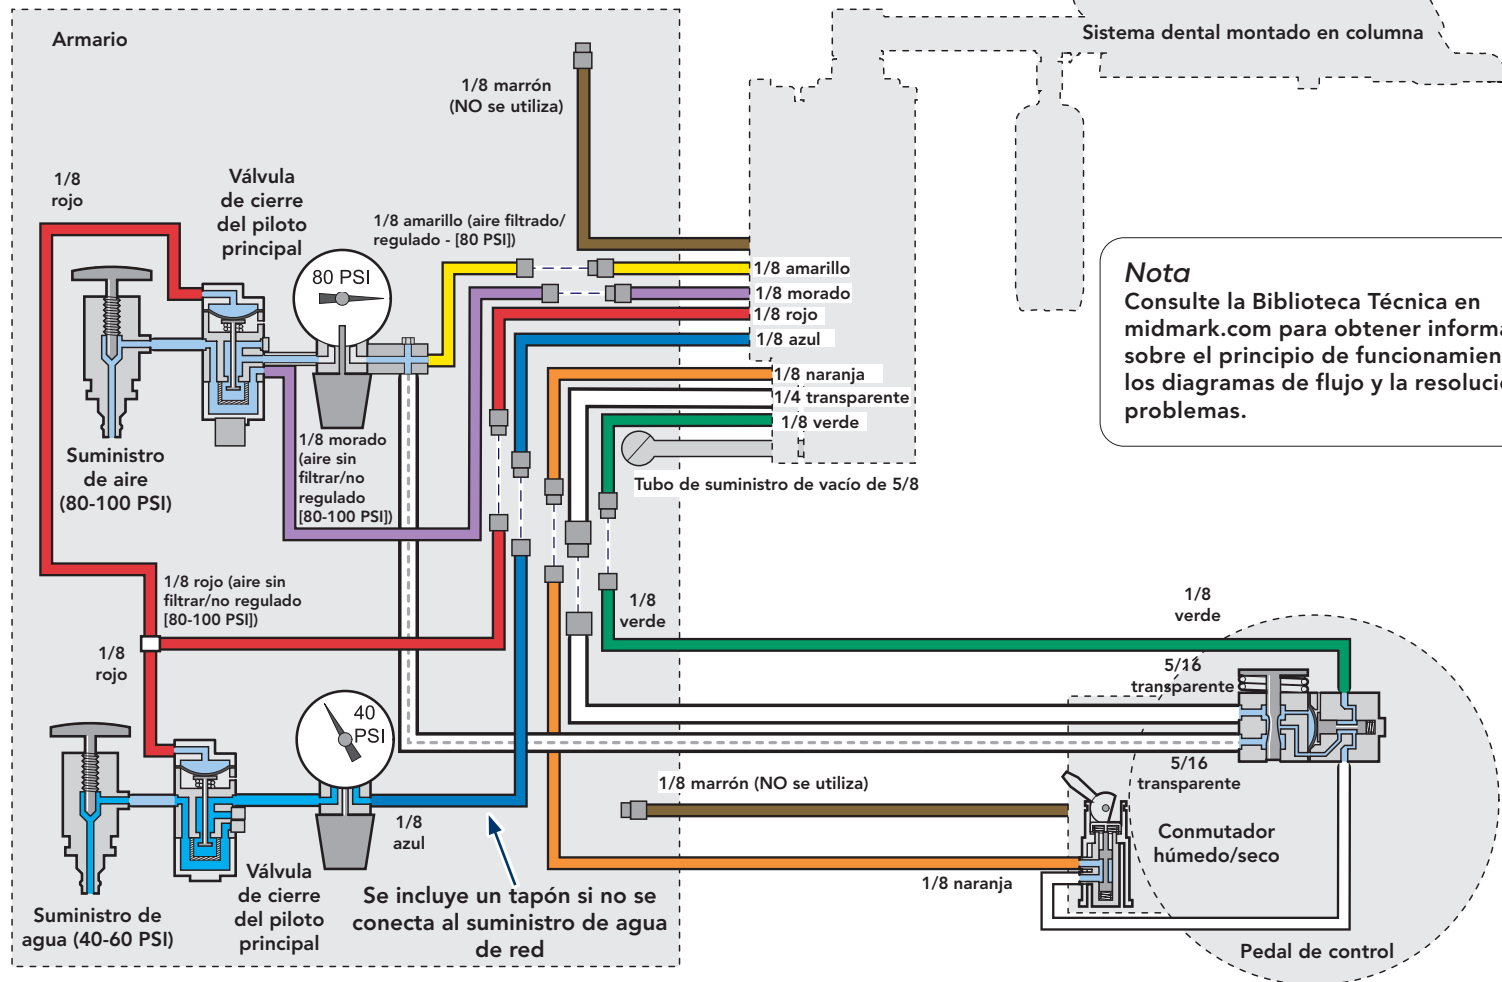 Armario
Sistema dental montado en columna
1/8 marrón
(NO se utiliza)
1/8
rojo
Válvula
de cierre
del piloto
principal
1/8 amarillo (aire filtrado/
regulado - [80 PSI])
80 PSI
1/8 amarillo
1/8 morado
1/8 rojo
1/8 azul
1/8 naranja
1/4 transparente
1/8 verde
Tubo de suministro de vacío de 5/8
Nota
Consulte la Biblioteca Técnica en
midmark.com para obtener informa
sobre el principio de funcionamien
los diagramas de flujo y la resoluci
problemas.
Suministro
de aire
(80-100 PSI)
1/8 morado
(aire sin
filtrar/no
regulado
[80-100 PSI])
1/8 rojo (aire sin
filtrar/no regulado
[80-100 PSI])
1/8
rojo
1/8
verde
1/8
verde
5/16
transparente
5/16
transparente
40
PSI
1/8
azul
1/8 marrón (NO se utiliza)
Conmutador
húmedo/seco
1/8 naranja
Pedal de control
Suministro de
agua (40-60 PSI)
Válvula
de cierre
del piloto
principal
Se incluye un tapón si no se
conecta al suministro de agua
de red